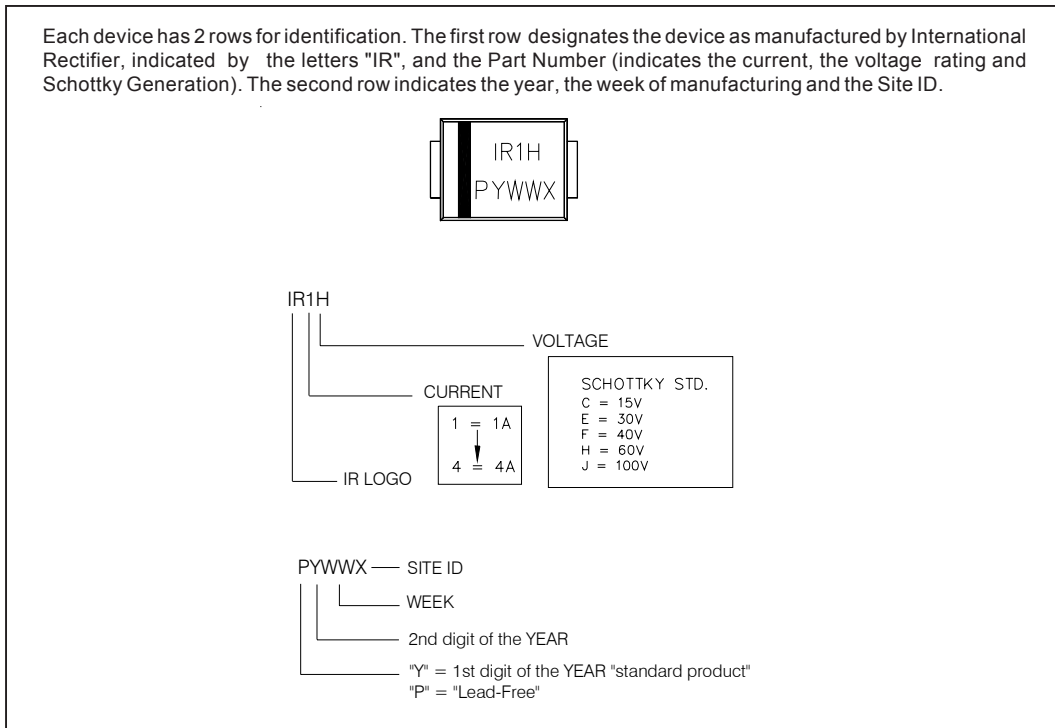 Each device has 2 rows for identification. The first row designates the device as manufactured by International
Rectifier, indicated by the letters "IR", and the Part Number (indicates the current, the voltage rating and
Schottky Generation). The second row indicates the year, the week of manufacturing and the Site ID.
IR1H
PYWWX
IR1H
VOLTAGE
SCHOTTKY STD.
C = 15V
E = 30V
F = 40V
H = 60V
J = 100V
CURRENT
1 = 1A
4 = 4A
IR LOGO
PYWWX
SITE ID
WEEK
2nd digit of the YEAR
"Y" = 1st digit of the YEAR "standard product"
"P" = "Lead-Free"